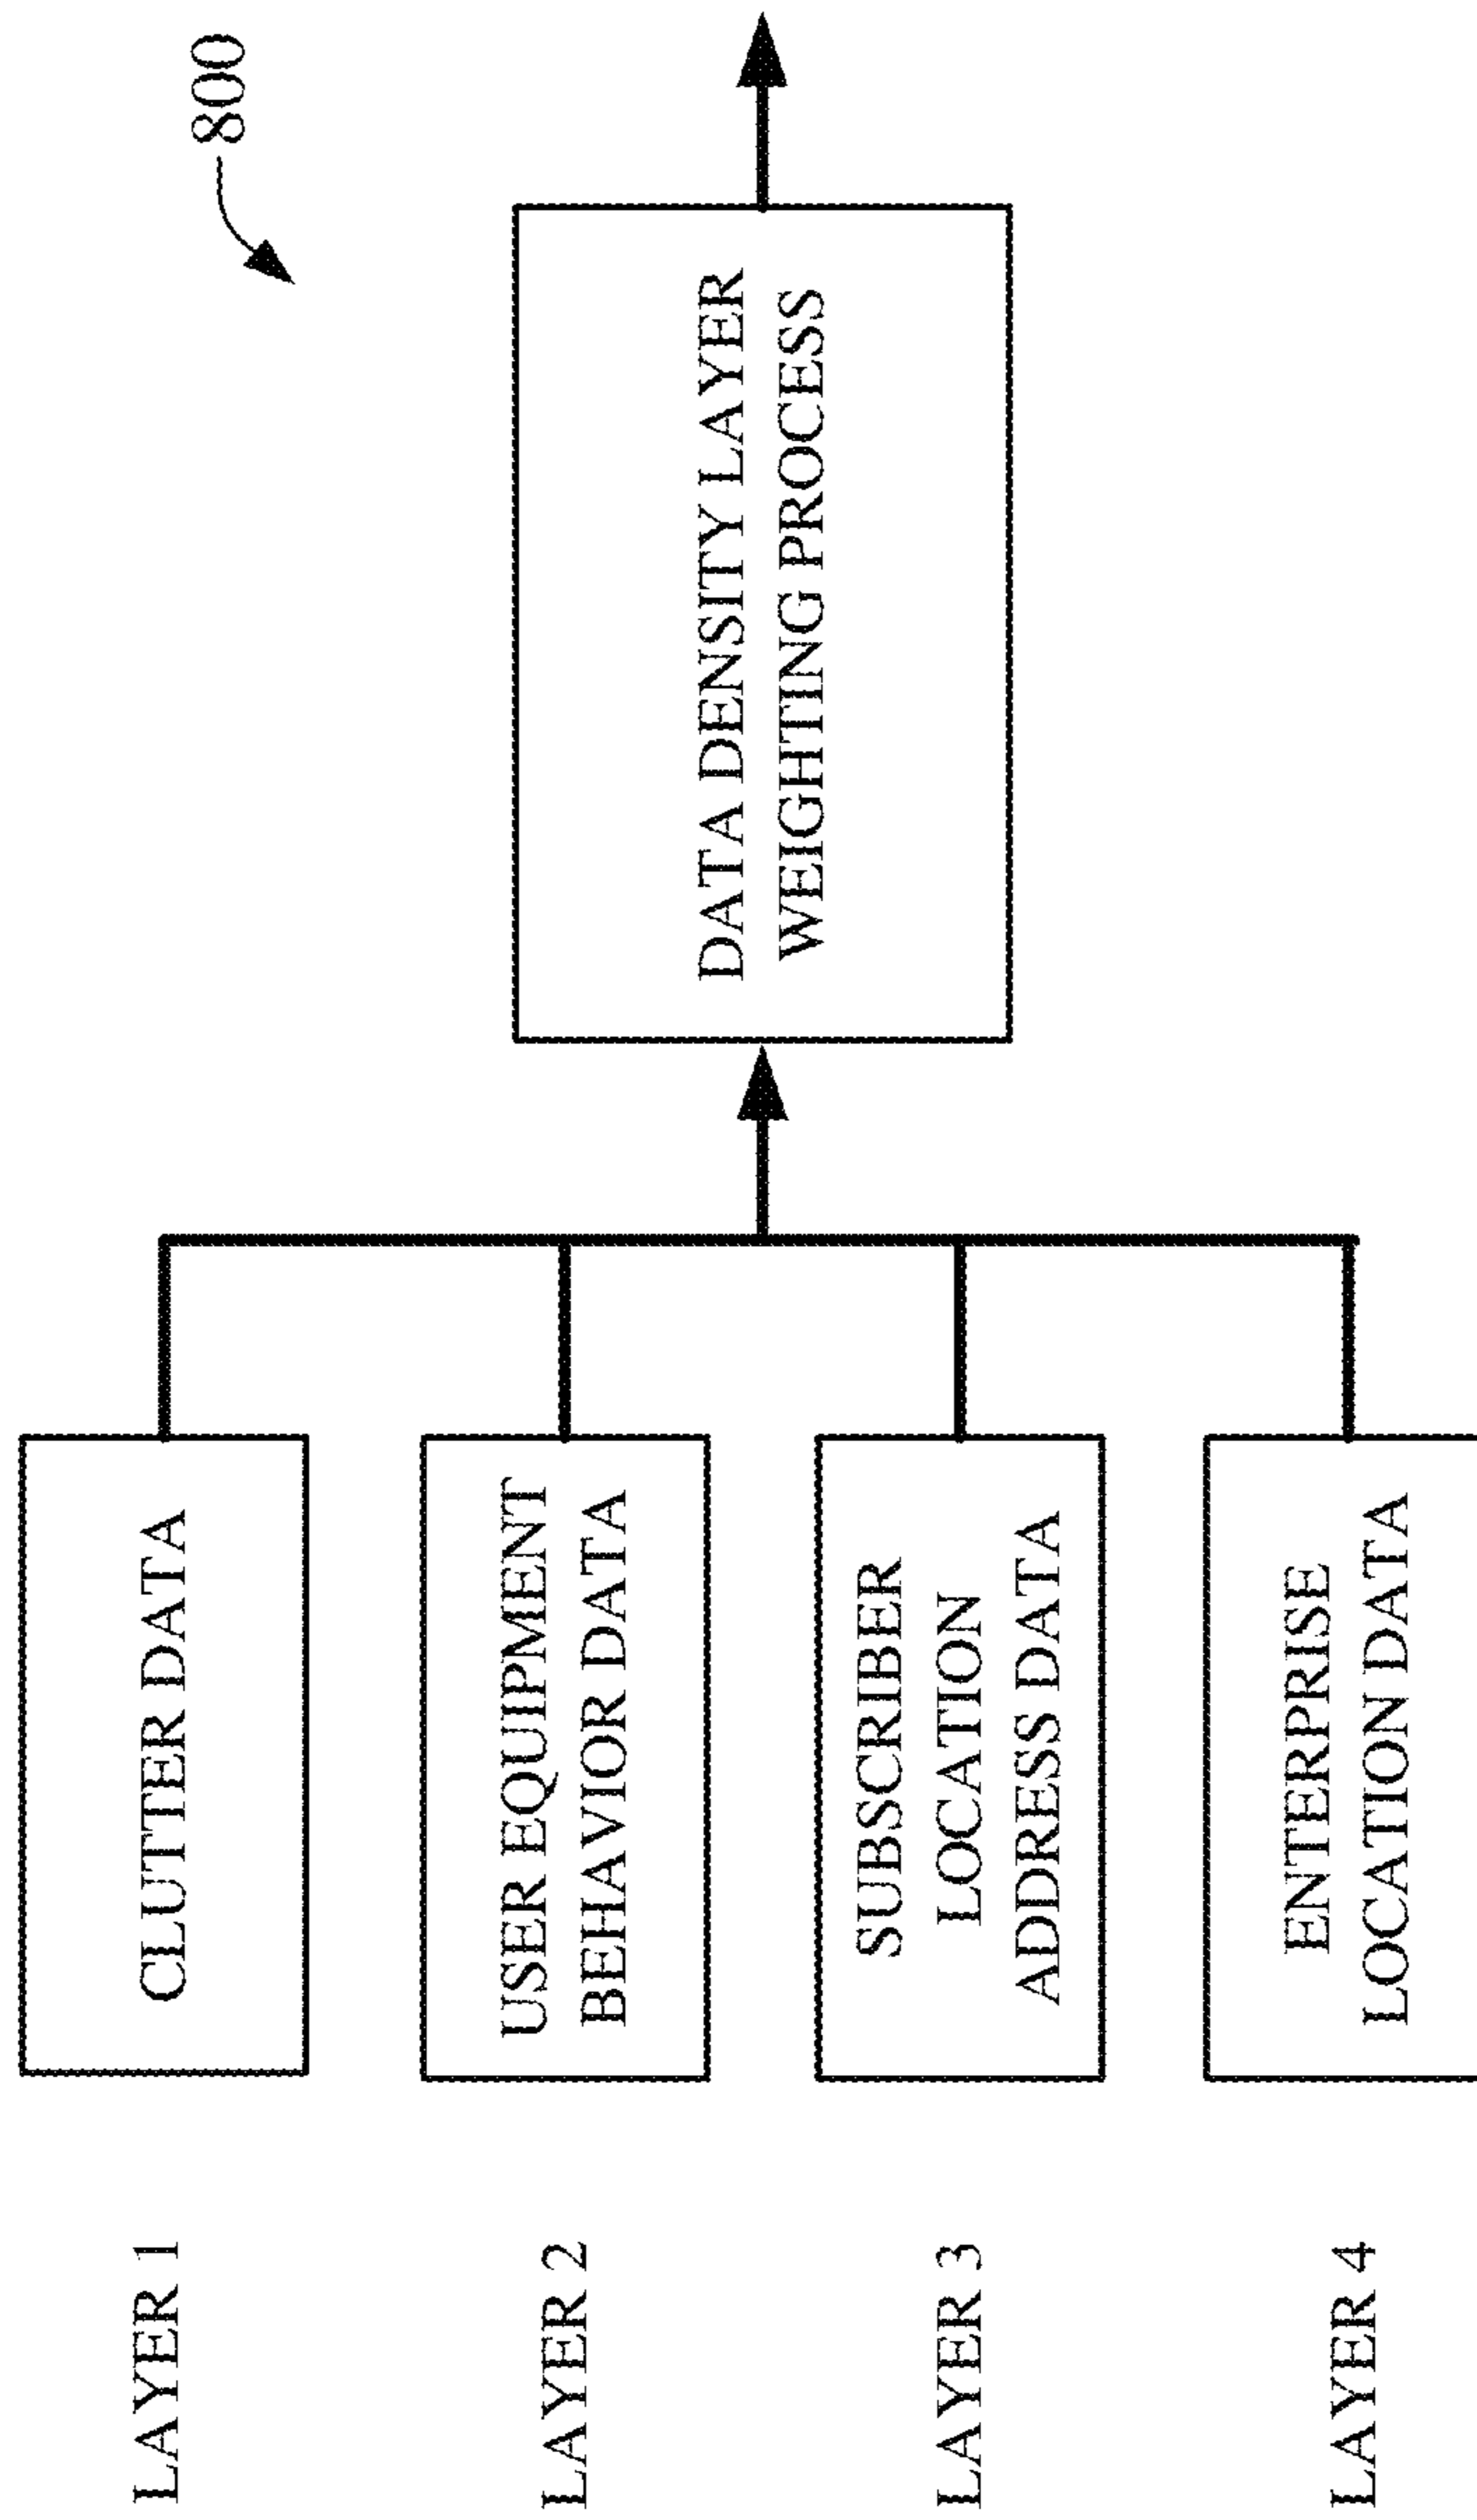 800
LAYER 1
CLUTTER DATA
LAYER 2
USER EQUIPMENT
BEHAVIOR DATA
DATA DENSITY LAYER
WEIGHTING PROCESS
LAYER 3
SUBSCRIBER
LOCATION
ADDRESS DATA
LAYER 4
ENTERPRISE
LOCATION DATA